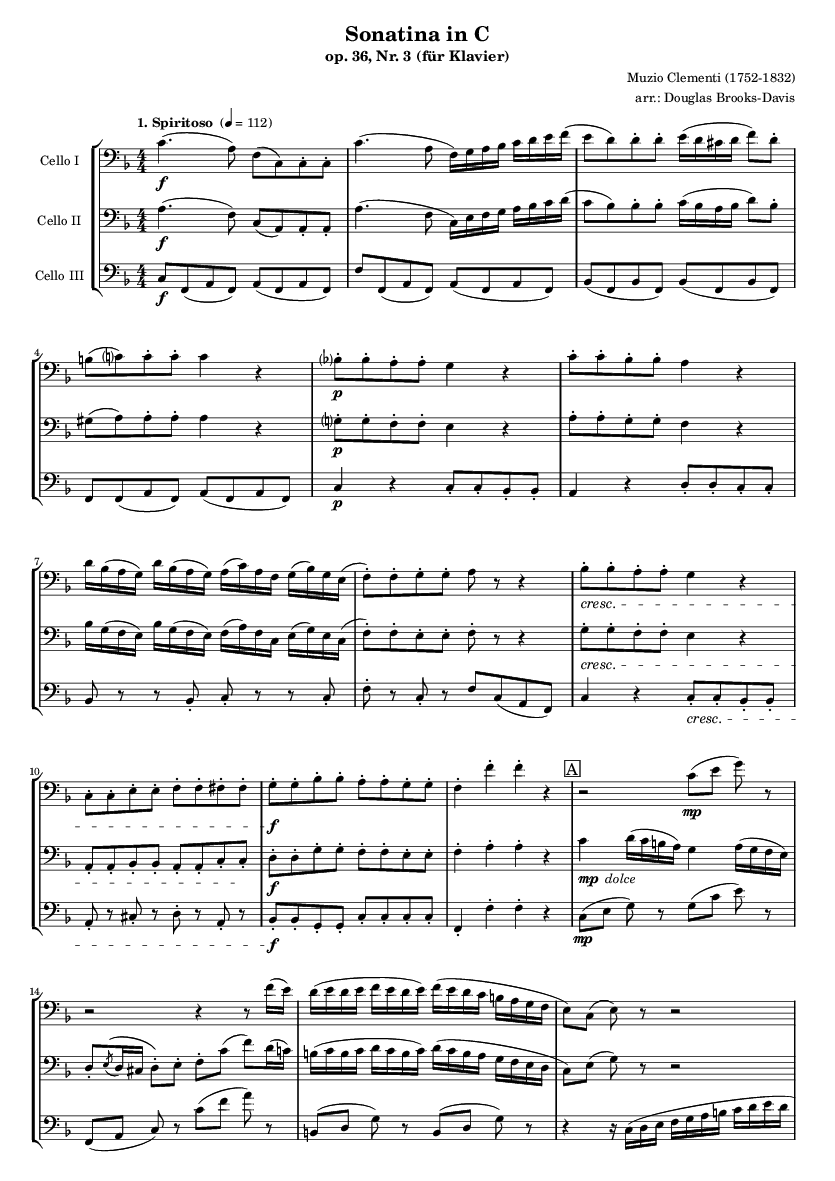 Sonatina in C
op. 36, Nr. 3 (für Klavier)
Muzio Clementi (1752-1832)
arr.: Douglas Brooks-Davis
1. Spiritoso (♩ = 112)
Cello I
f
Cello II
f
Cello III
f
4
p
p
p
7
cresc.
cresc.
cresc.
10
A
f
mp
f
mp dolce
f
mp
14